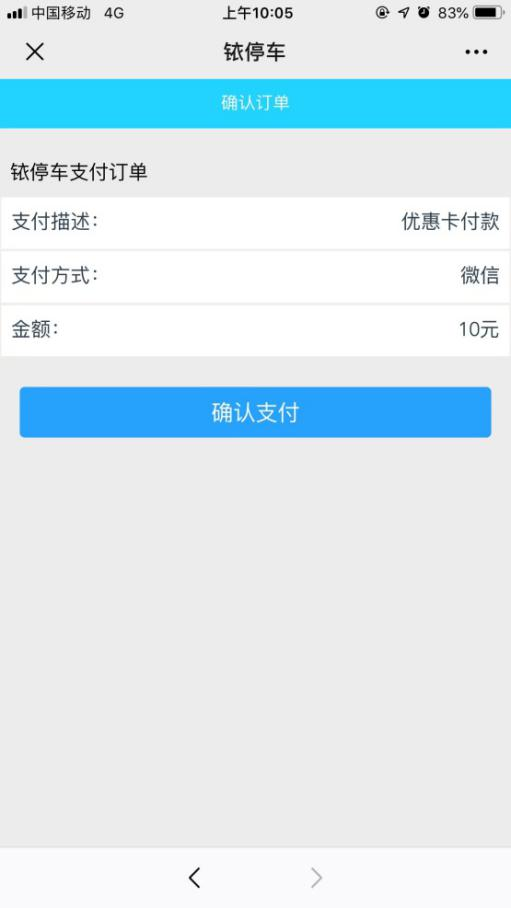 中国移动 4G 上午10:05 83%
铱停车
确认订单
铱停车支付订单
支付描述: 优惠卡付款
支付方式: 微信
金额: 10元
确认支付